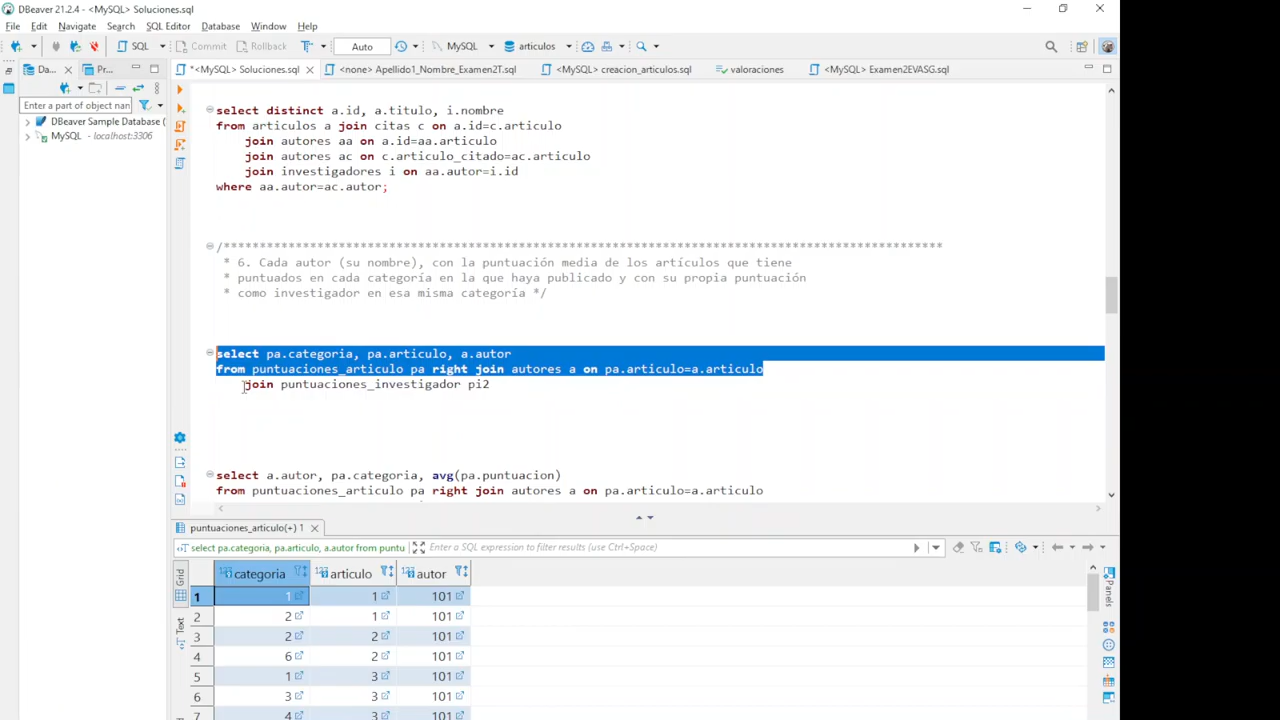 DBeaver 21.2.4 - <MySQL> Soluciones.sql
File Edit Navigate Search SQL Editor Database Window Help
SQL Commit Rollback Auto MySQL articulos
Da... Pr... *<MySQL> Soluciones.sql <none> Apellido1_Nombre_Examen2T.sql <MySQL> creacion_articulos.sql valoraciones <MySQL> Examen2EVASG.sql
Enter a part of object nan
DBeaver Sample Database (
MySQL - localhost:3306
select distinct a.id, a.titulo, i.nombre
from articulos a join citas c on a.id=c.articulo
join autores aa on a.id=aa.articulo
join autores ac on c.articulo_citado=ac.articulo
join investigadores i on aa.autor=i.id
where aa.autor=ac.autor;
/****************************************************************************************************
* 6. Cada autor (su nombre), con la puntuación media de los artículos que tiene
* puntuados en cada categoría en la que haya publicado y con su propia puntuación
* como investigador en esa misma categoría */
select pa.categoria, pa.articulo, a.autor
from puntuaciones_articulo pa right join autores a on pa.articulo=a.articulo
join puntuaciones_investigador pi2
select a.autor, pa.categoria, avg(pa.puntuacion)
from puntuaciones_articulo pa right join autores a on pa.articulo=a.articulo
puntuaciones_articulo(+) 1
select pa.categoria, pa.articulo, a.autor from puntu Enter a SQL expression to filter results (use Ctrl+Space)
Grid
Text
Panels
categoria articulo autor
1 1 1 101
2 2 1 101
3 2 2 101
4 6 2 101
5 1 3 101
6 3 3 101
7 4 3 101